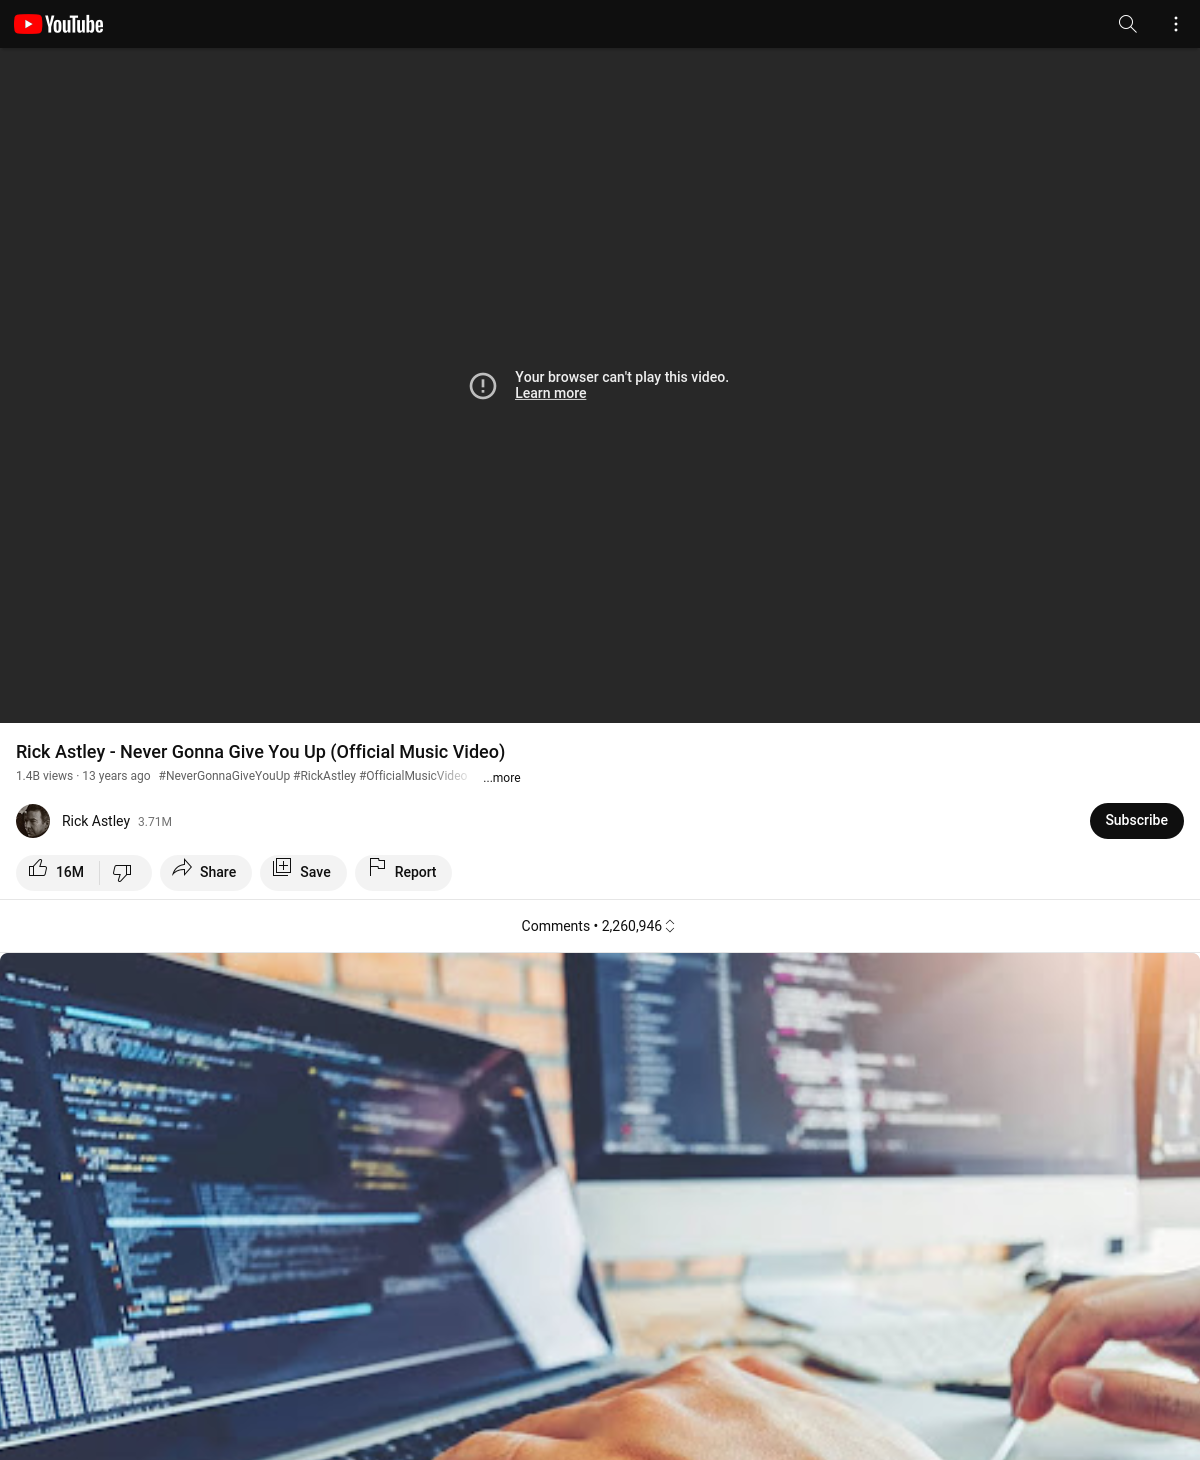 YouTube
Your browser can't play this video.
Learn more
Rick Astley - Never Gonna Give You Up (Official Music Video)
1.4B views · 13 years ago #NeverGonnaGiveYouUp #RickAstley #OfficialMusicVideo ...more
Rick Astley 3.71M
Subscribe
16M
Share
Save
Report
Comments • 2,260,946